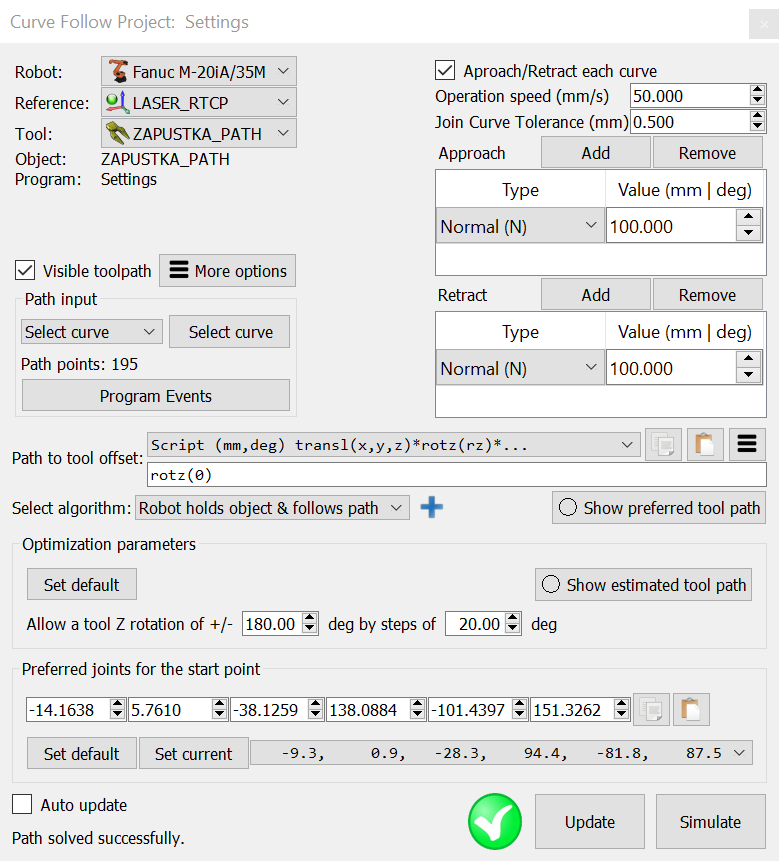 Curve Follow Project: Settings
Robot: Fanuc M-20iA/35M
Reference: LASER_RTCP
Tool: ZAPUSTKA_PATH
Object: ZAPUSTKA_PATH
Program: Settings
Aproach/Retract each curve
Operation speed (mm/s) 50.000
Join Curve Tolerance (mm) 0.500
Approach Add Remove
Type Value (mm | deg)
Normal (N) 100.000
Visible toolpath More options
Path input
Select curve Select curve
Path points: 195
Program Events
Retract Add Remove
Type Value (mm | deg)
Normal (N) 100.000
Path to tool offset: Script (mm,deg) transl(x,y,z)*rotz(rz)*...
rotz(0)
Select algorithm: Robot holds object & follows path Show preferred tool path
Optimization parameters
Set default Show estimated tool path
Allow a tool Z rotation of +/- 180.00 deg by steps of 20.00 deg
Preferred joints for the start point
-14.1638 5.7610 -38.1259 138.0884 -101.4397 151.3262
Set default Set current -9.3, 0.9, -28.3, 94.4, -81.8, 87.5
Auto update
Path solved successfully.
Update Simulate